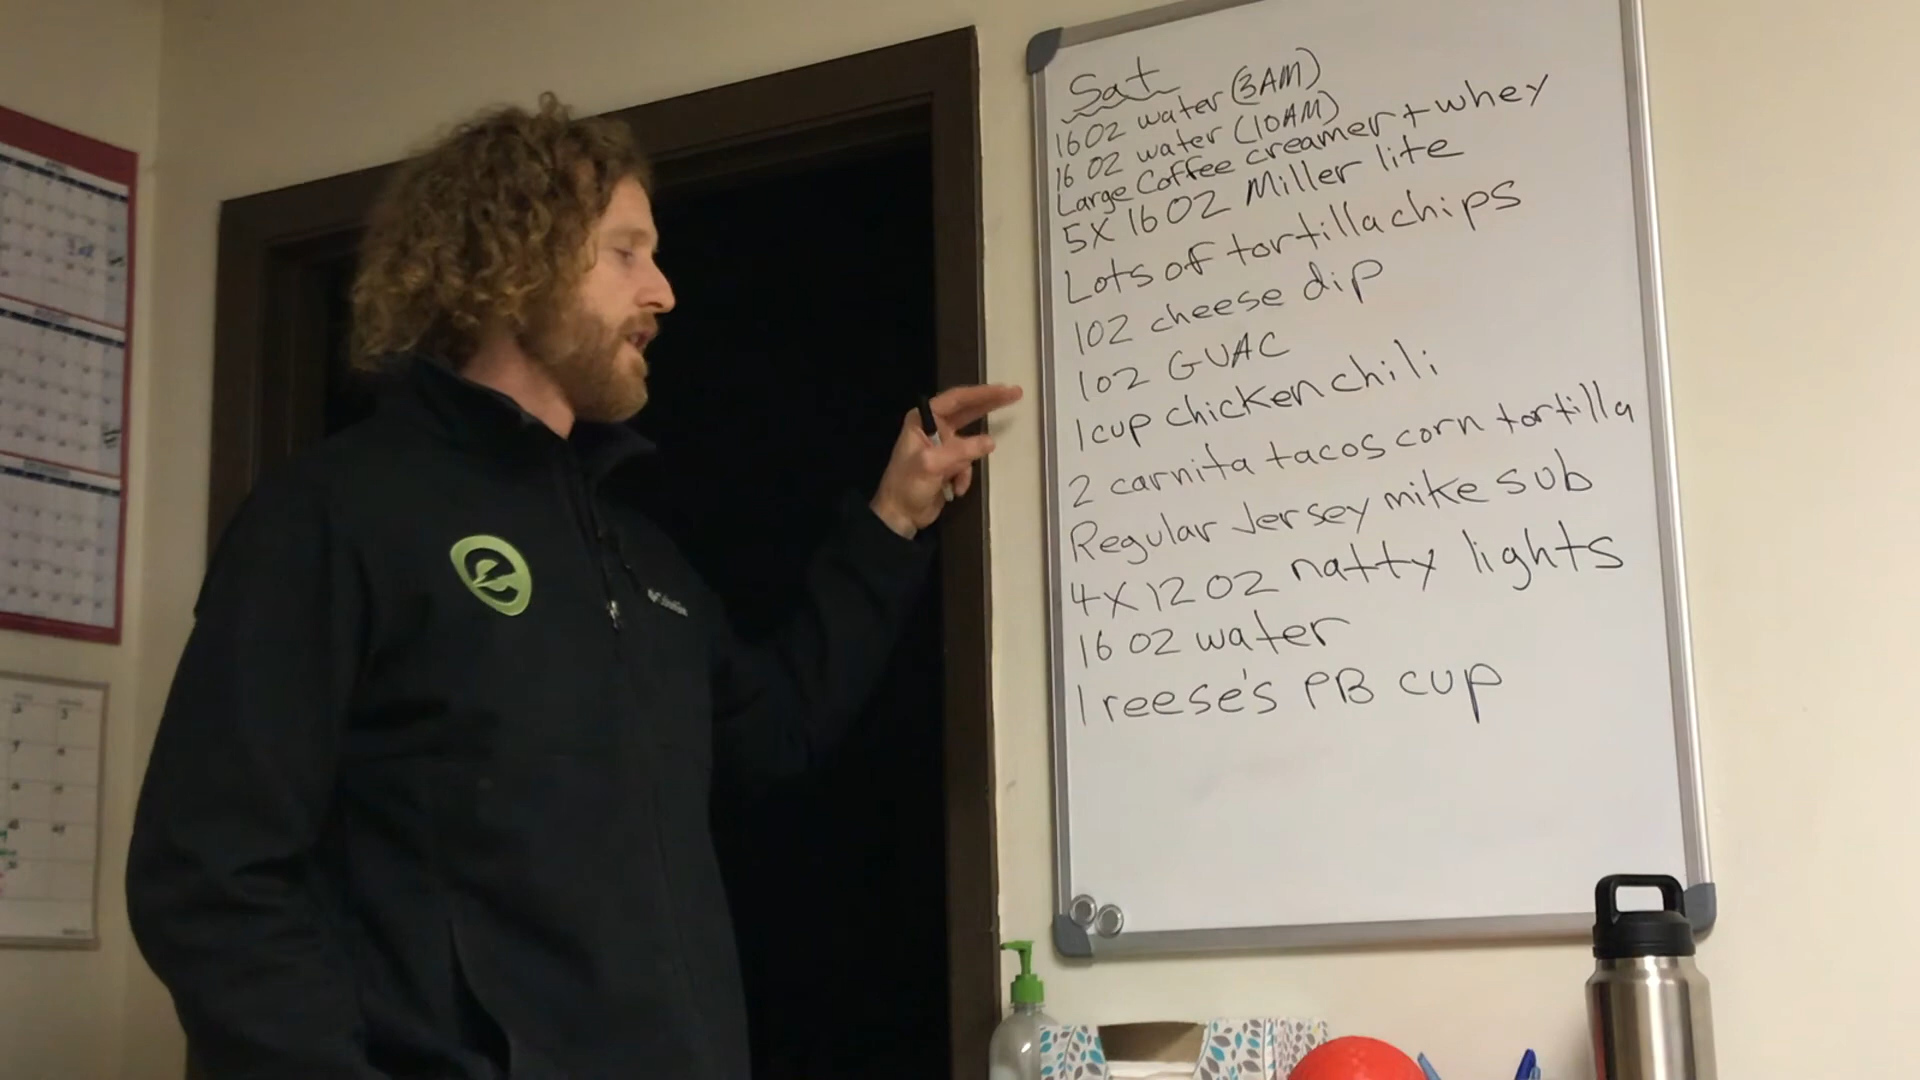 Sat
16 OZ water (3AM)
16 OZ water (10AM)
Large Coffee creamer + whey
5X 16 OZ Miller lite
Lots of tortilla chips
1 OZ cheese dip
1 OZ GUAC
1 cup chicken chili
2 carnita tacos corn tortilla
Regular Jersey mike sub
4X12 OZ natty lights
16 OZ water
1 reese's PB cup
Columbia